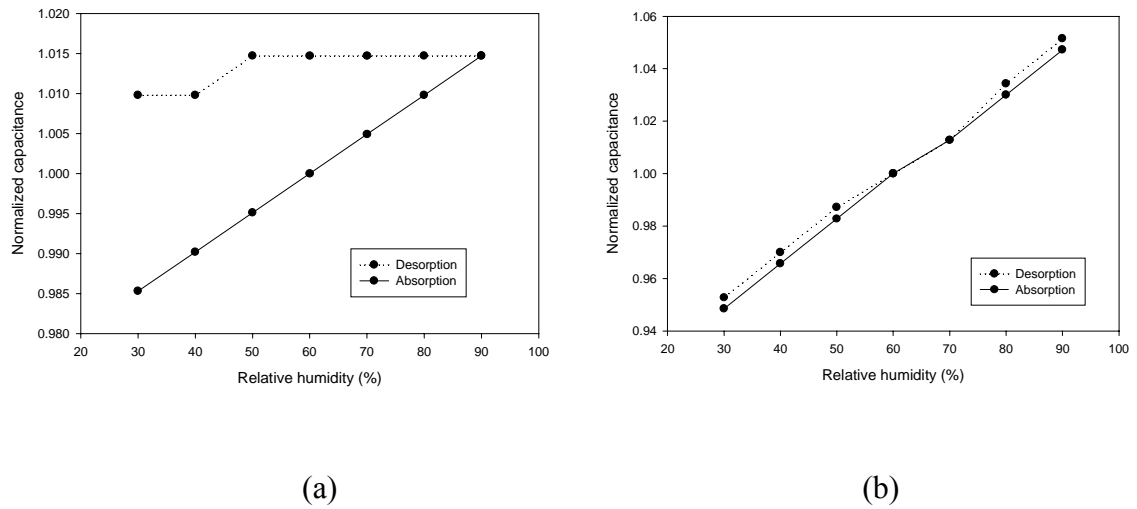 1.020
1.015
1.010
1.005
1.000
0.995
0.990
0.985
0.980
Normalized capacitance
Desorption
Absorption
20 30 40 50 60 70 80 90 100
Relative humidity (%)
(a)
1.06
1.04
1.02
1.00
0.98
0.96
0.94
Normalized capacitance
Desorption
Absorption
20 30 40 50 60 70 80 90 100
Relative humidity (%)
(b)